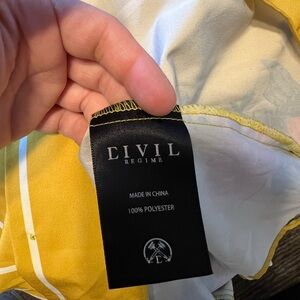 CIVIL
REGIME
MADE IN CHINA
100% POLYESTER